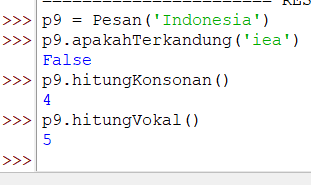 >>> p9 = Pesan('Indonesia')
>>> p9.apakahTerkandung('iea')
False
>>> p9.hitungKonsonan()
4
>>> p9.hitungVokal()
5
>>>